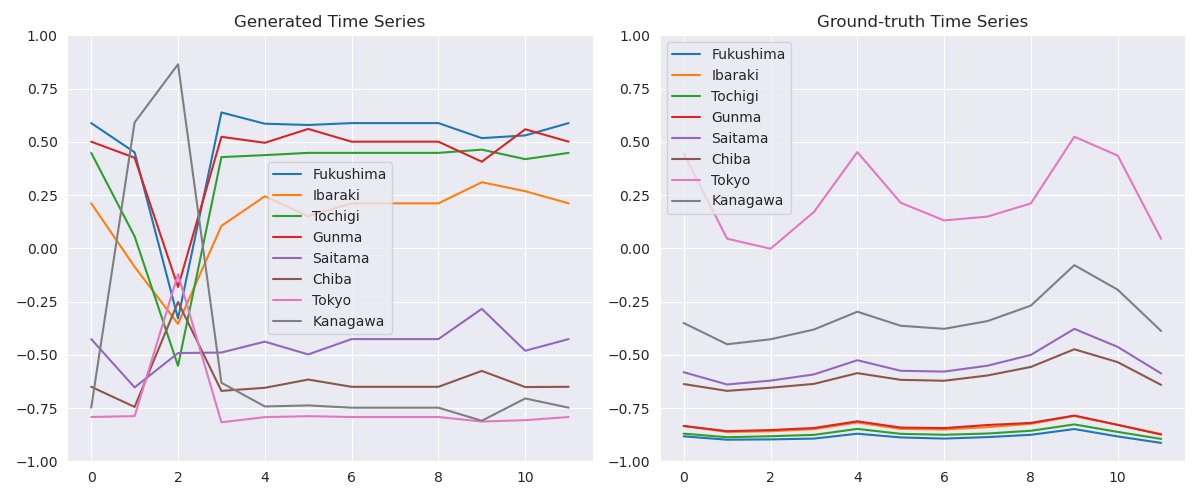 Generated Time Series
1.00
0.75
0.50
0.25
0.00
−0.25
−0.50
−0.75
−1.00
0 2 4 6 8 10
Fukushima
Ibaraki
Tochigi
Gunma
Saitama
Chiba
Tokyo
Kanagawa
Ground-truth Time Series
1.00
0.75
0.50
0.25
0.00
−0.25
−0.50
−0.75
−1.00
0 2 4 6 8 10
Fukushima
Ibaraki
Tochigi
Gunma
Saitama
Chiba
Tokyo
Kanagawa